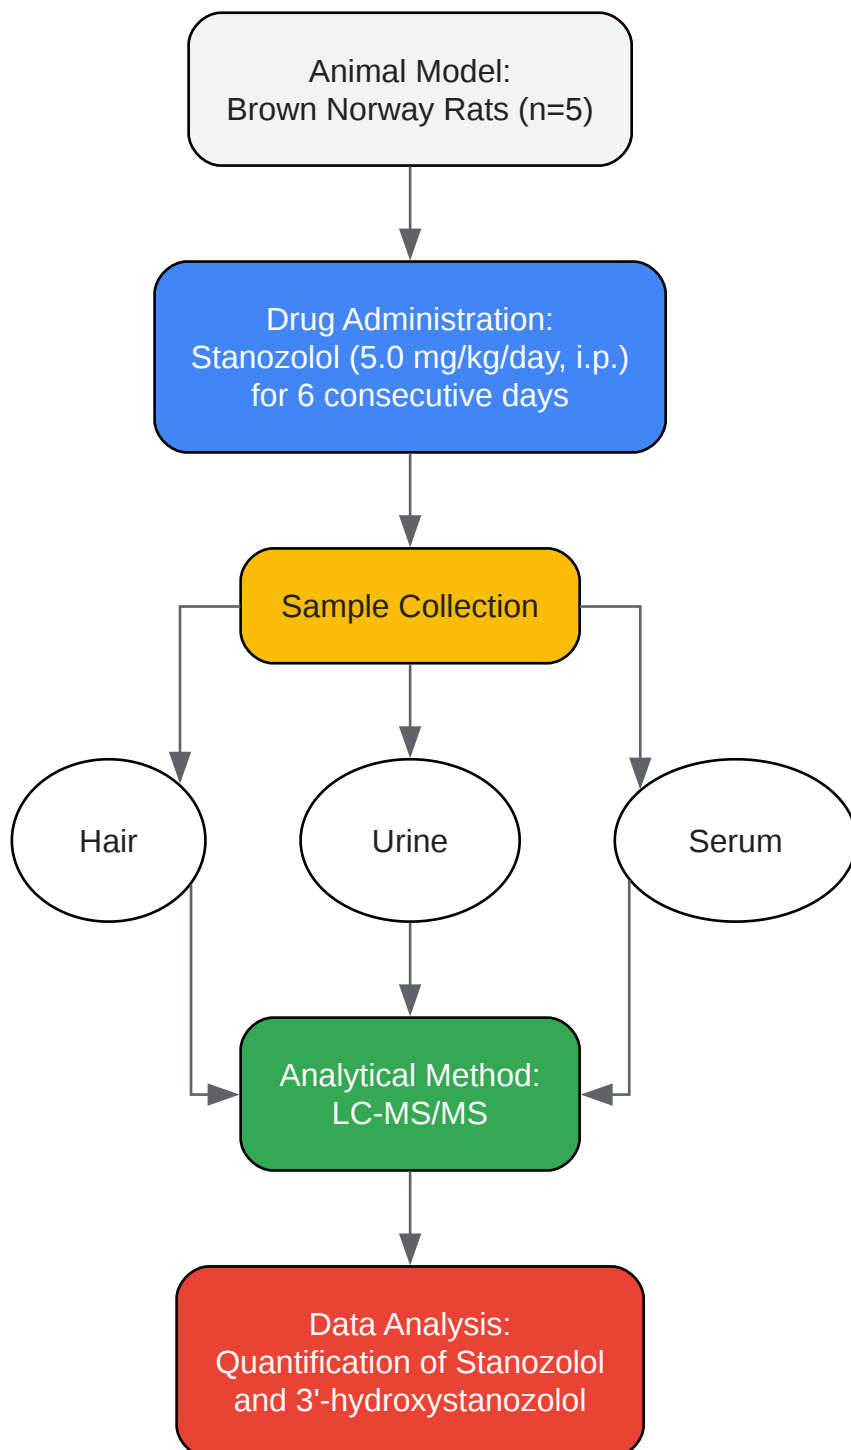 Animal Model:
Brown Norway Rats (n=5)
Drug Administration:
Stanozolol (5.0 mg/kg/day, i.p.)
for 6 consecutive days
Sample Collection
Hair
Urine
Serum
Analytical Method:
LC-MS/MS
Data Analysis:
Quantification of Stanozolol
and 3'-hydroxystanozolol